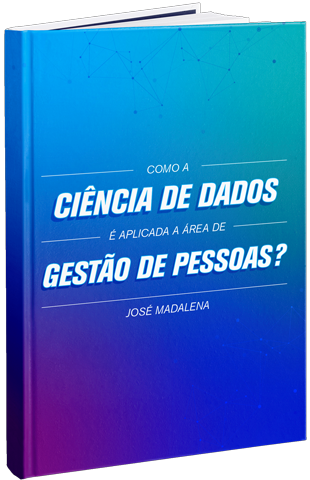 COMO A
CIÊNCIA DE DADOS
É APLICADA A ÁREA DE
GESTÃO DE PESSOAS?
JOSÉ MADALENA